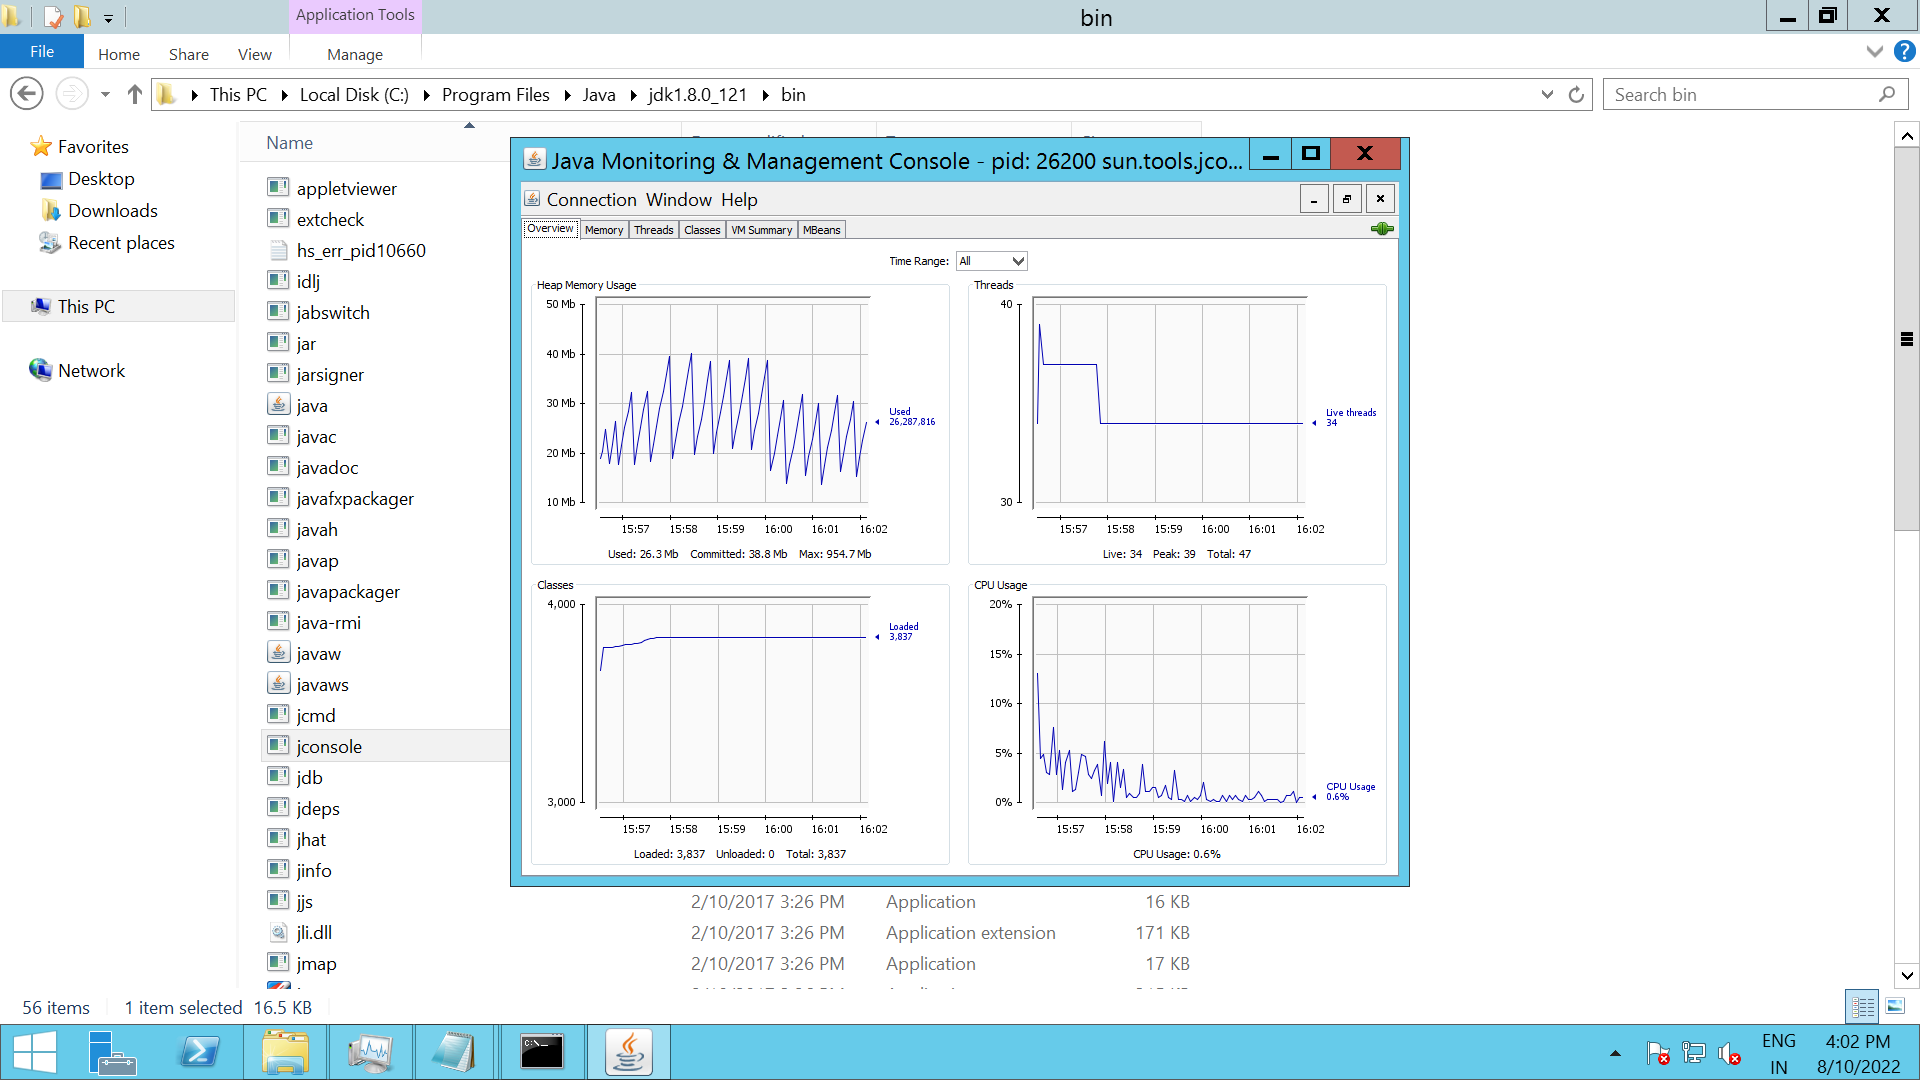 Application Tools
bin
File
Home
Share
View
Manage
This PC
Local Disk (C:)
Program Files
Java
jdk1.8.0_121
bin
Search bin
Favorites
Desktop
Downloads
Recent places
This PC
Network
Name
appletviewer
extcheck
hs_err_pid10660
idlj
jabswitch
jar
jarsigner
java
javac
javadoc
javafxpackager
javah
javap
javapackager
java-rmi
javaw
javaws
jcmd
jconsole
jdb
jdeps
jhat
jinfo
jjs 2/10/2017 3:26 PM Application 16 KB
jli.dll 2/10/2017 3:26 PM Application extension 171 KB
jmap 2/10/2017 3:26 PM Application 17 KB
Java Monitoring & Management Console - pid: 26200 sun.tools.jco...
Connection Window Help
Overview Memory Threads Classes VM Summary MBeans
Time Range: All
Heap Memory Usage
50 Mb
40 Mb
30 Mb
20 Mb
10 Mb
Used
26,287,816
15:57 15:58 15:59 16:00 16:01 16:02
Used: 26.3 Mb Committed: 38.8 Mb Max: 954.7 Mb
Threads
40
30
Live threads
34
15:57 15:58 15:59 16:00 16:01 16:02
Live: 34 Peak: 39 Total: 47
Classes
4,000
3,000
Loaded
3,837
15:57 15:58 15:59 16:00 16:01 16:02
Loaded: 3,837 Unloaded: 0 Total: 3,837
CPU Usage
20%
15%
10%
5%
0%
CPU Usage
0.6%
15:57 15:58 15:59 16:00 16:01 16:02
CPU Usage: 0.6%
56 items 1 item selected 16.5 KB
C:\_
ENG
IN
4:02 PM
8/10/2022